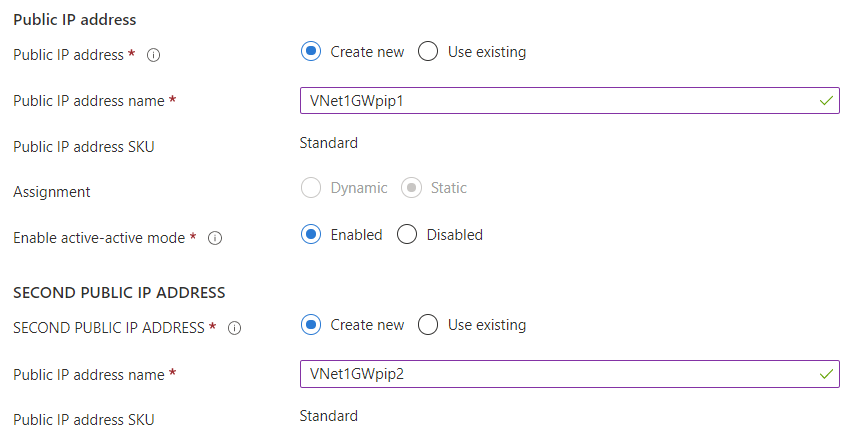 Public IP address
Public IP address * Create new Use existing
Public IP address name * VNet1GWpip1
Public IP address SKU Standard
Assignment Dynamic Static
Enable active-active mode * Enabled Disabled
SECOND PUBLIC IP ADDRESS
SECOND PUBLIC IP ADDRESS * Create new Use existing
Public IP address name * VNet1GWpip2
Public IP address SKU Standard